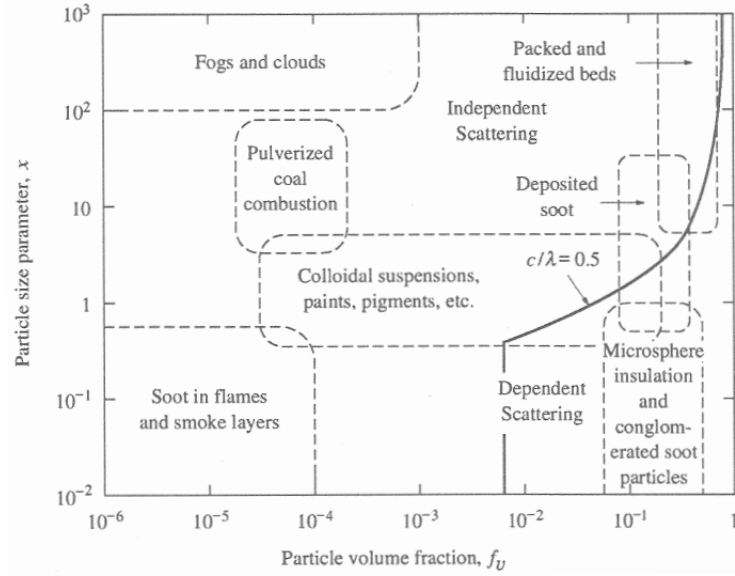 10³
Fogs and clouds
Packed and
fluidized beds
10²
Independent
Scattering
Pulverized
coal
combustion
Deposited
soot
Particle size parameter, x
10
c/λ = 0.5
Colloidal suspensions,
paints, pigments, etc.
1
Microsphere
insulation
and
conglom-
erated soot
particles
Soot in flames
and smoke layers
Dependent
Scattering
10⁻¹
10⁻²
10⁻⁶
10⁻⁵
10⁻⁴
10⁻³
10⁻²
10⁻¹
1
Particle volume fraction, fᵥ